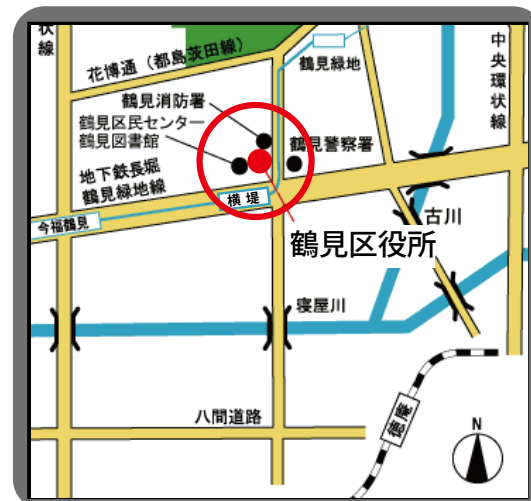 状
線
花博通（都島茨田線）
鶴見緑地
中央環状線
鶴見消防署
鶴見区民センター
鶴見図書館
鶴見警察署
地下鉄長堀
鶴見緑地線
横堤
今福鶴見
古川
鶴見区役所
寝屋川
八間道路
徳庵
N